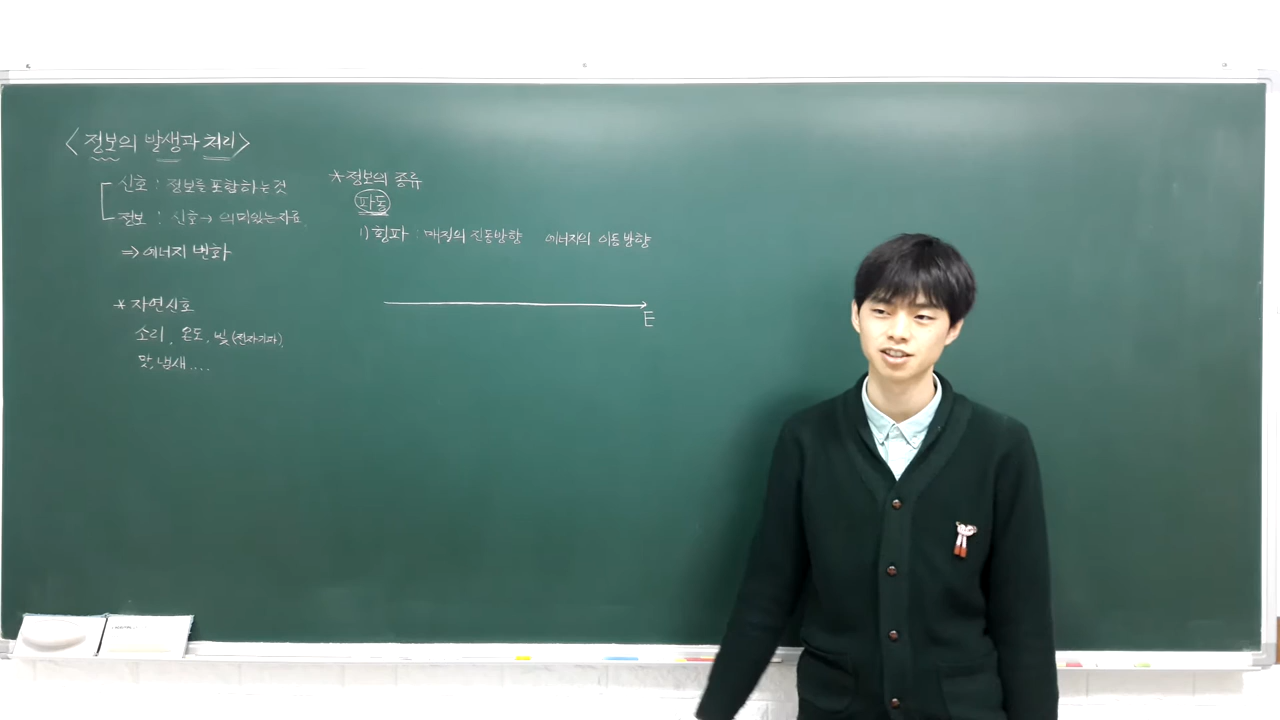 <정보의 발생과 처리>
신호 : 정보를 포함하는 것
정보 : 신호→ 의미있는자료.
⇒ 에너지 변화
* 자연신호
소리, 온도, 빛(전자기파),
맛, 냄새....
*정보의 종류
파동
1) 횡파 : 매질의 진동방향 에너지의 이동방향
E